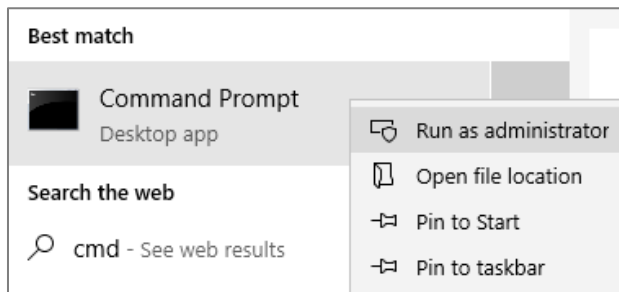 Best match
Command Prompt
Desktop app
Run as administrator
Open file location
Search the web
Pin to Start
cmd - See web results
Pin to taskbar